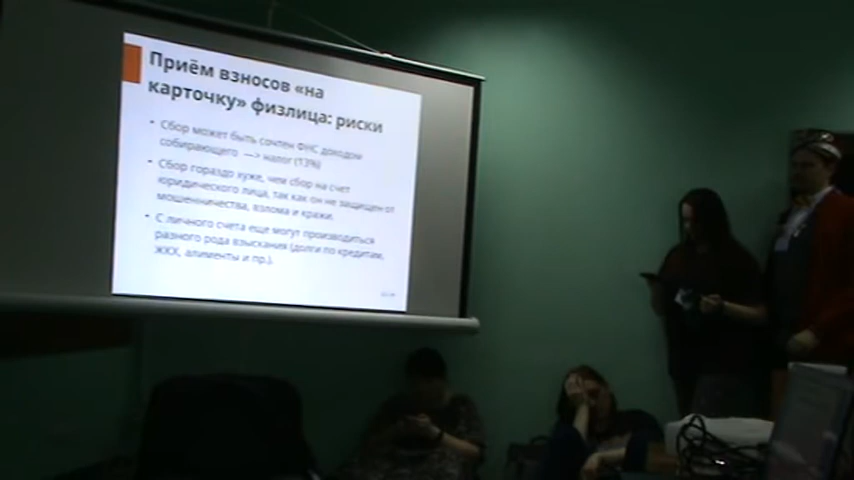 Приём взносов «на
карточку» физлица: риски
• Сбор может быть сочтен ФНС доходом
собирающего —> налог (13%)
• Сбор гораздо хуже, чем сбор на счет
юридического лица, так как он не защищен от
мошенничества, взлома и кражи.
• С личного счета еще могут производиться
разного рода взыскания (долги по кредитам,
ЖКХ, алименты и пр.).